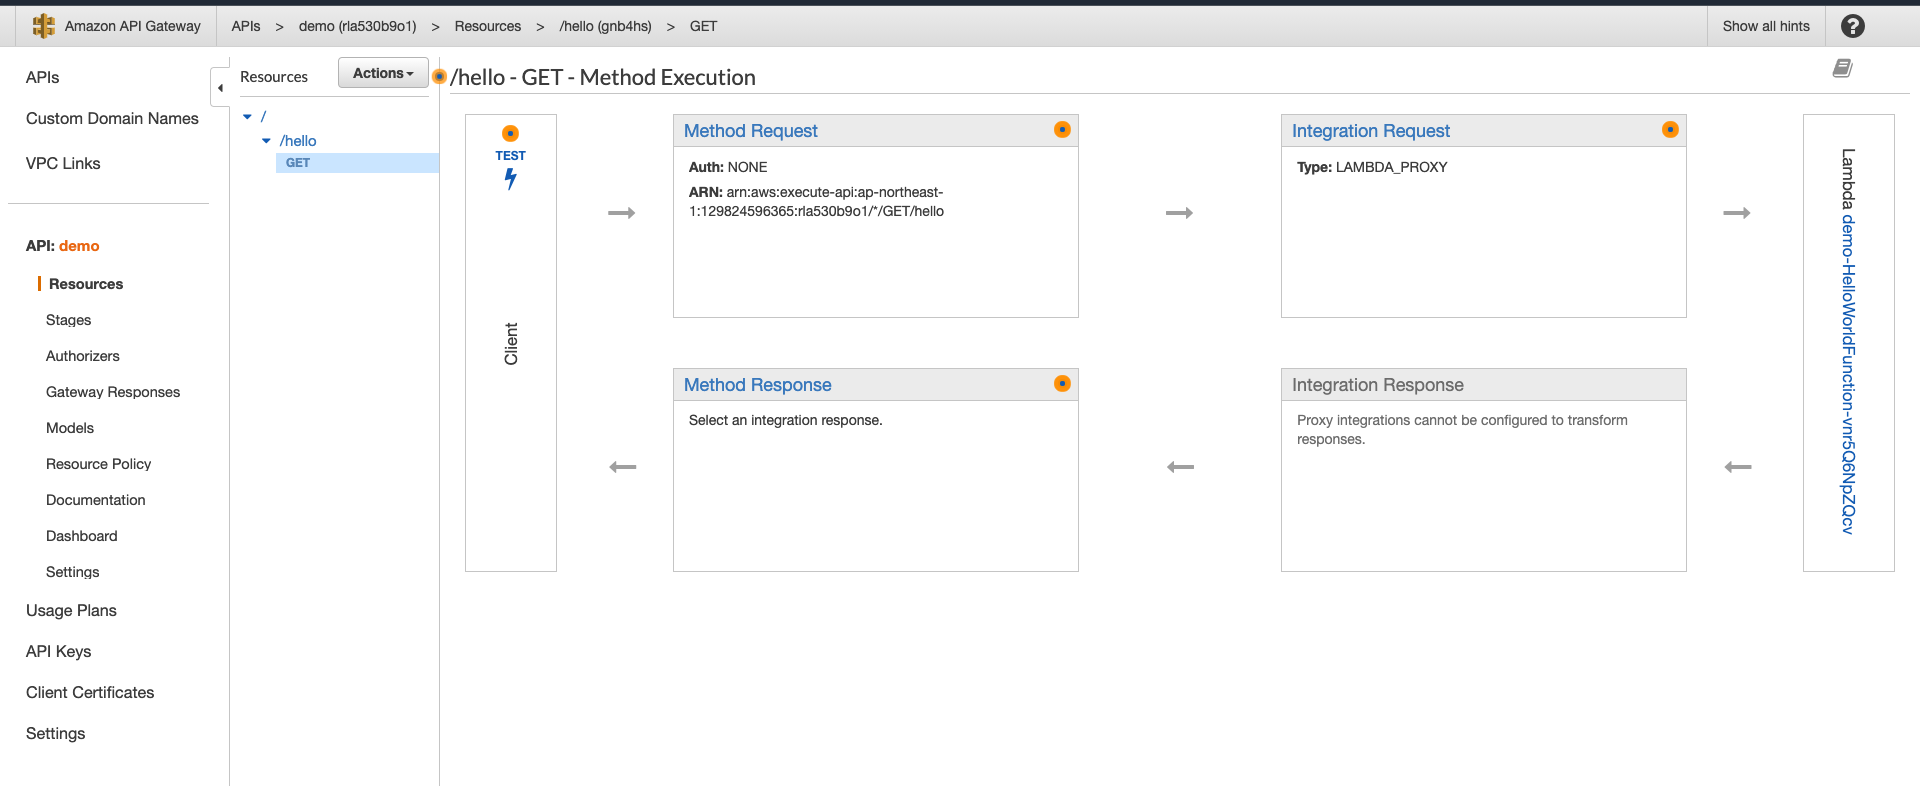 Amazon API Gateway
APIs > demo (rla530b9o1) > Resources > /hello (gnb4hs) > GET
Show all hints
?
APIs
Custom Domain Names
VPC Links
API: demo
Resources
Stages
Authorizers
Gateway Responses
Models
Resource Policy
Documentation
Dashboard
Settings
Usage Plans
API Keys
Client Certificates
Settings
Resources
Actions
/
/hello
GET
/hello - GET - Method Execution
TEST
Client
Method Request
Auth: NONE
ARN: arn:aws:execute-api:ap-northeast-
1:129824596365:rla530b9o1/*/GET/hello
Integration Request
Type: LAMBDA_PROXY
Method Response
Select an integration response.
Integration Response
Proxy integrations cannot be configured to transform
responses.
Lambda demo-HelloWorldFunction-vnr5Q6NpZQcv